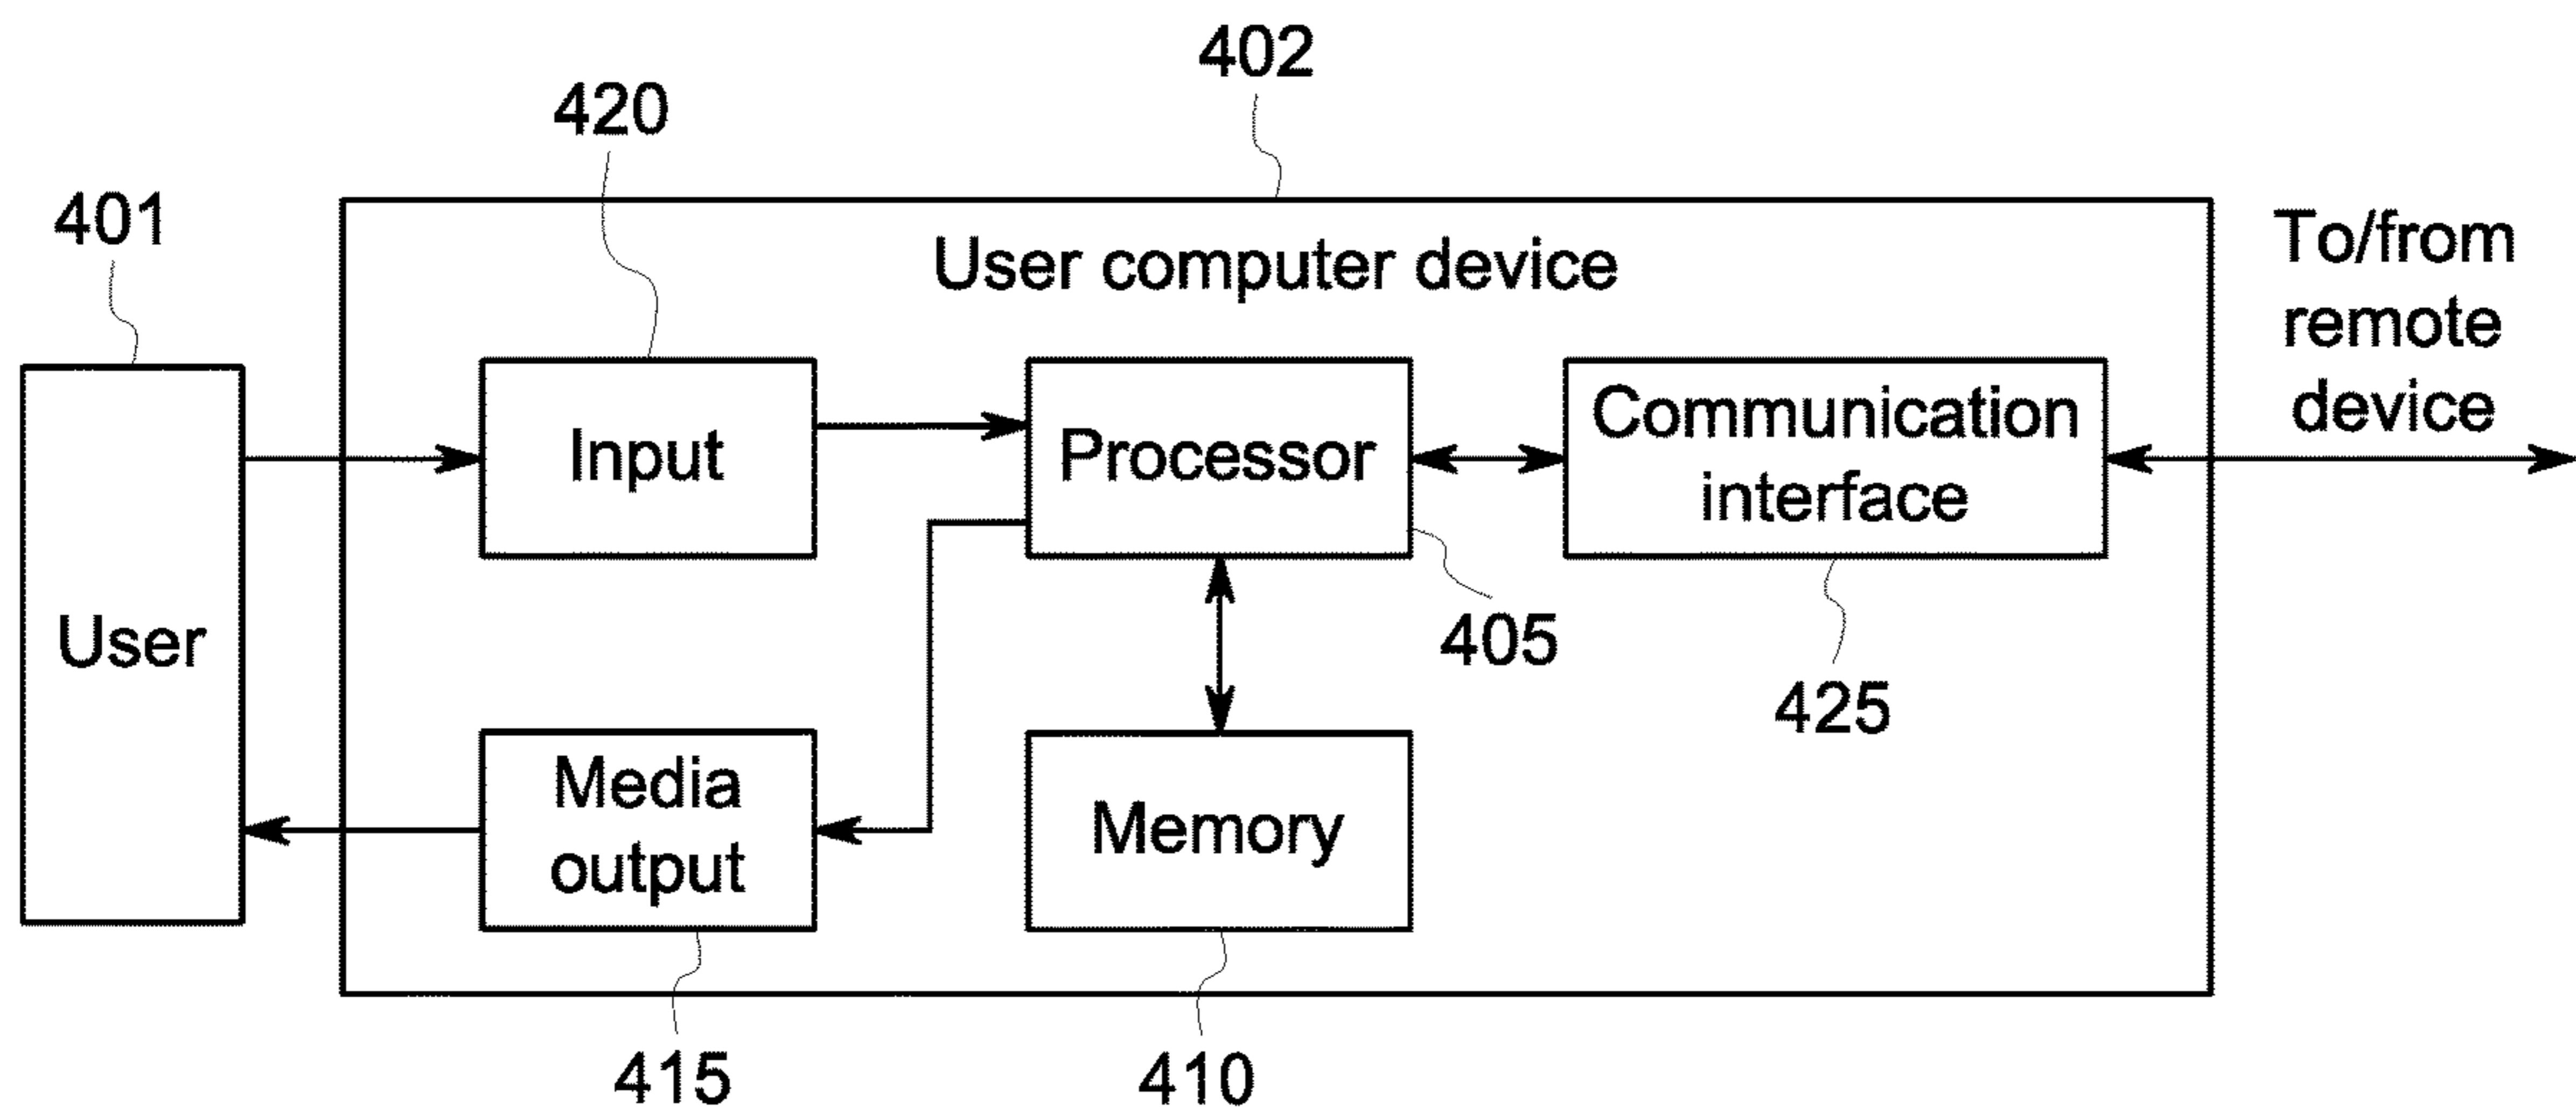 402
420
401
User computer device
To/from
remote
device
Input
Processor
Communication
interface
User
405
425
Media
output
Memory
415
410